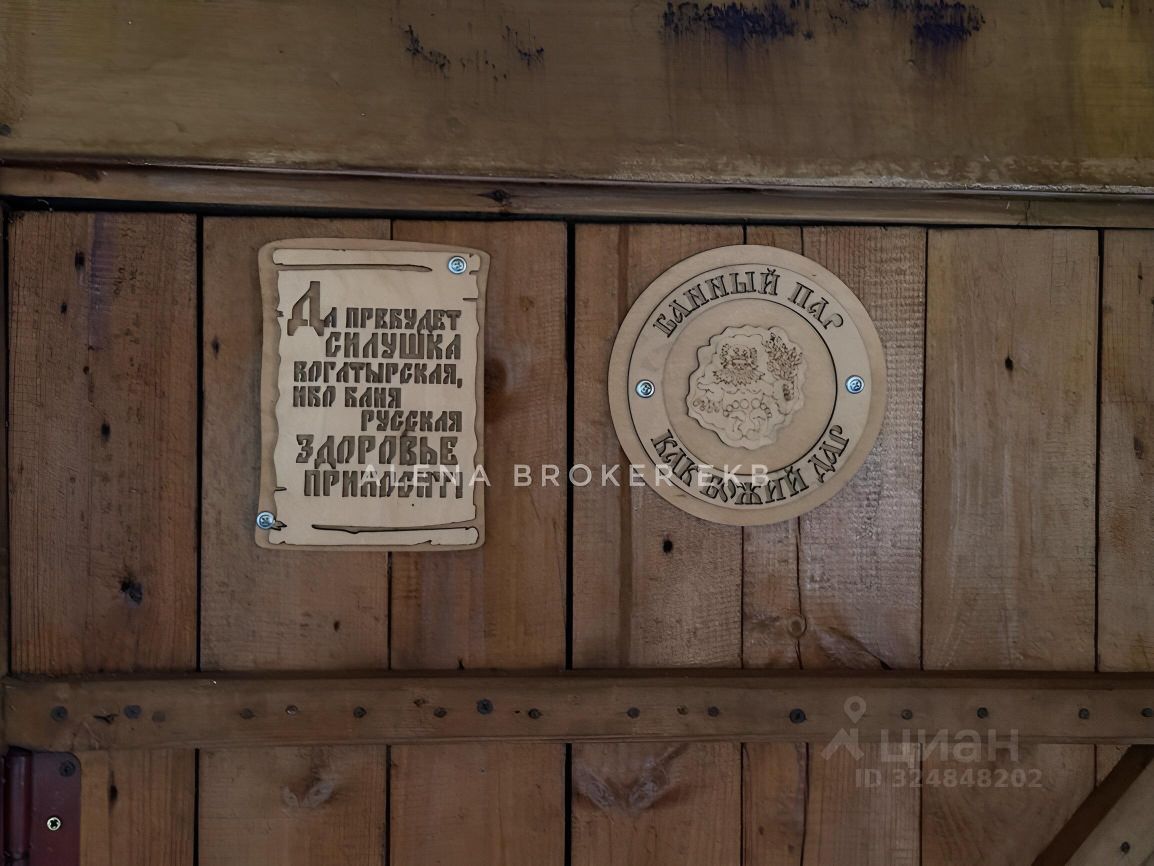 Да пребудет
силушка
богатырская,
ибо баня
русская
здоровье
приносит!
БАННЫЙ ПАР
КАК БОЖИЙ ДАР
ALENA BROKER EKB
циан
ID 324848202